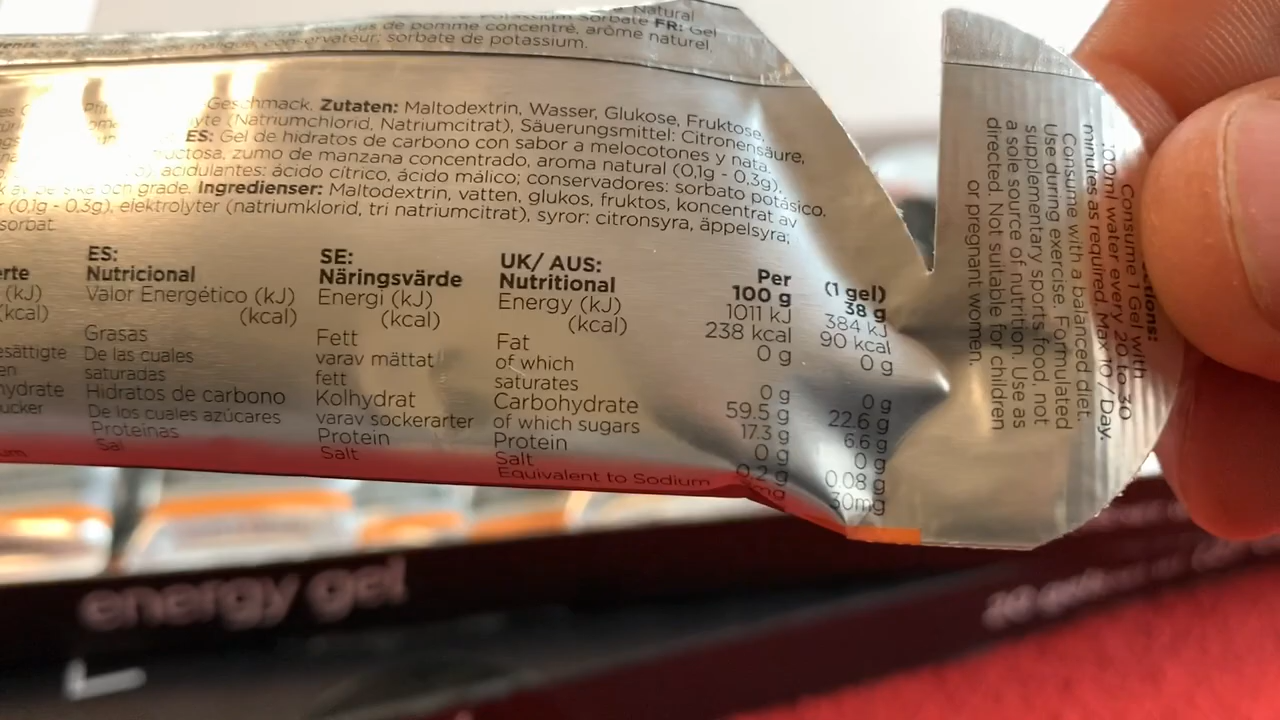 Natural
Potassium Sorbate FR: Gel
jus de pomme concentré, arôme naturel,
conservateur; sorbate de potassium.
Geschmack. Zutaten: Maltodextrin, Wasser, Glukose, Fruktose,
(Natriumchlorid, Natriumcitrat), Säuerungsmittel: Citronensäure,
ES: Gel de hidratos de carbono con sabor a melocotones y nata.
zumo de manzana concentrado, aroma natural (0,1g - 0,3g),
acidulantes: ácido cítrico, ácido málico; conservadores: sorbato potásico.
och grade. Ingredienser: Maltodextrin, vatten, glukos, fruktos, koncentrat av
(0,1g - 0,3g), elektrolyter (natriumklorid, tri natriumcitrat), syror: citronsyra, äppelsyra;
sorbat
ES:
Nutricional
Valor Energético (kJ)
(kcal)
Grasas
De las cuales
saturadas
Hidratos de carbono
De los cuales azúcares
Proteínas
Sal
SE:
Näringsvärde
Energi (kJ)
(kcal)
Fett
varav mättat
fett
Kolhydrat
varav sockerarter
Protein
Salt
UK/ AUS:
Nutritional
Energy (kJ)
(kcal)
Fat
of which
saturates
Carbohydrate
of which sugars
Protein
Salt
Equivalent to Sodium
Per
100 g
1011 kJ
238 kcal
0 g
0 g
59.5 g
17.3 g
0 g
0.2 g
(1 gel)
38 g
384 kJ
90 kcal
0 g
0 g
22.6 g
6.6 g
0 g
0.08 g
30mg
(kJ)
(kcal)
Consume 1 Gel with
100ml water every 20 to 30
minutes as required. Max 10 / Day.
Consume with a balanced diet.
Use during exercise. Formulated
supplementary sports food, not
a sole source of nutrition. Use as
directed. Not suitable for children
or pregnant women.
energy gel